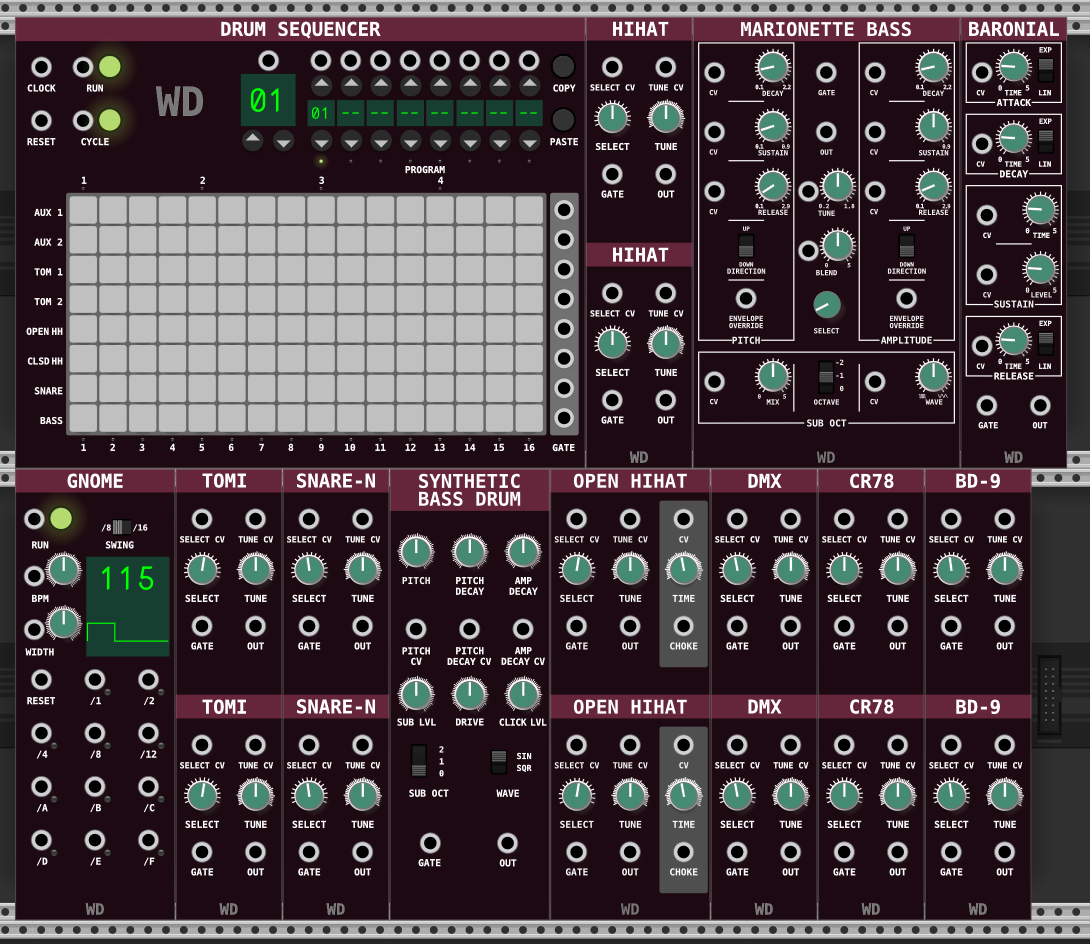 DRUM SEQUENCER
CLOCK RUN
RESET CYCLE
WD
01
01 -- -- -- -- -- -- --
COPY
PASTE
PROGRAM
1 2 3 4
AUX 1
AUX 2
TOM 1
TOM 2
OPEN HH
CLSD HH
SNARE
BASS
1 2 3 4 5 6 7 8 9 10 11 12 13 14 15 16 GATE
HIHAT
SELECT CV TUNE CV
SELECT TUNE
GATE OUT
HIHAT
SELECT CV TUNE CV
SELECT TUNE
GATE OUT
WD
MARIONETTE BASS
CV 0.1 2.2 DECAY
CV 0.1 0.9 SUSTAIN
CV 0.1 2.9 RELEASE
UP
DOWN
DIRECTION
ENVELOPE
OVERRIDE
PITCH
GATE
OUT
0.2 1.8
TUNE
0 5
BLEND
SELECT
CV 0.1 2.2 DECAY
CV 0.1 0.9 SUSTAIN
CV 0.1 2.9 RELEASE
UP
DOWN
DIRECTION
ENVELOPE
OVERRIDE
AMPLITUDE
CV 0 5 MIX
-2
-1
0
OCTAVE
CV WAVE
SUB OCT
WD
BARONIAL
EXP
CV 0 TIME 5 LIN
ATTACK
EXP
CV 0 TIME 5 LIN
DECAY
CV 0 TIME 5
CV 0 LEVEL 5
SUSTAIN
EXP
CV 0 TIME 5 LIN
RELEASE
GATE OUT
WD
GNOME
RUN
/8 /16
SWING
BPM
115
WIDTH
RESET /1 /2
/4 /8 /12
/A /B /C
/D /E /F
WD
TOMI
SELECT CV TUNE CV
SELECT TUNE
GATE OUT
TOMI
SELECT CV TUNE CV
SELECT TUNE
GATE OUT
WD
SNARE-N
SELECT CV TUNE CV
SELECT TUNE
GATE OUT
SNARE-N
SELECT CV TUNE CV
SELECT TUNE
GATE OUT
WD
SYNTHETIC
BASS DRUM
PITCH PITCH DECAY AMP DECAY
PITCH CV PITCH DECAY CV AMP DECAY CV
SUB LVL DRIVE CLICK LVL
2
1
0
SUB OCT
SIN
SQR
WAVE
GATE OUT
OPEN HIHAT
SELECT CV TUNE CV CV
SELECT TUNE TIME
GATE OUT CHOKE
OPEN HIHAT
SELECT CV TUNE CV CV
SELECT TUNE TIME
GATE OUT CHOKE
WD
DMX
SELECT CV TUNE CV
SELECT TUNE
GATE OUT
DMX
SELECT CV TUNE CV
SELECT TUNE
GATE OUT
WD
CR78
SELECT CV TUNE CV
SELECT TUNE
GATE OUT
CR78
SELECT CV TUNE CV
SELECT TUNE
GATE OUT
WD
BD-9
SELECT CV TUNE CV
SELECT TUNE
GATE OUT
BD-9
SELECT CV TUNE CV
SELECT TUNE
GATE OUT
WD